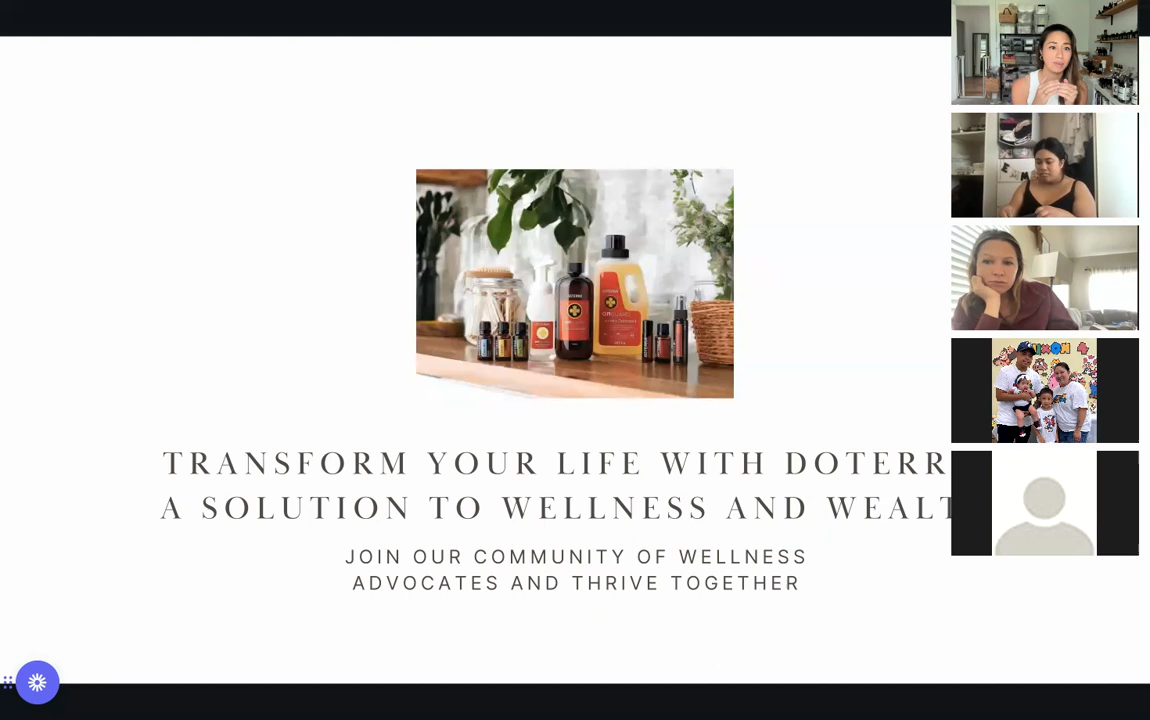 TRANSFORM YOUR LIFE WITH DOTERR
A SOLUTION TO WELLNESS AND WEALT
JOIN OUR COMMUNITY OF WELLNESS
ADVOCATES AND THRIVE TOGETHER